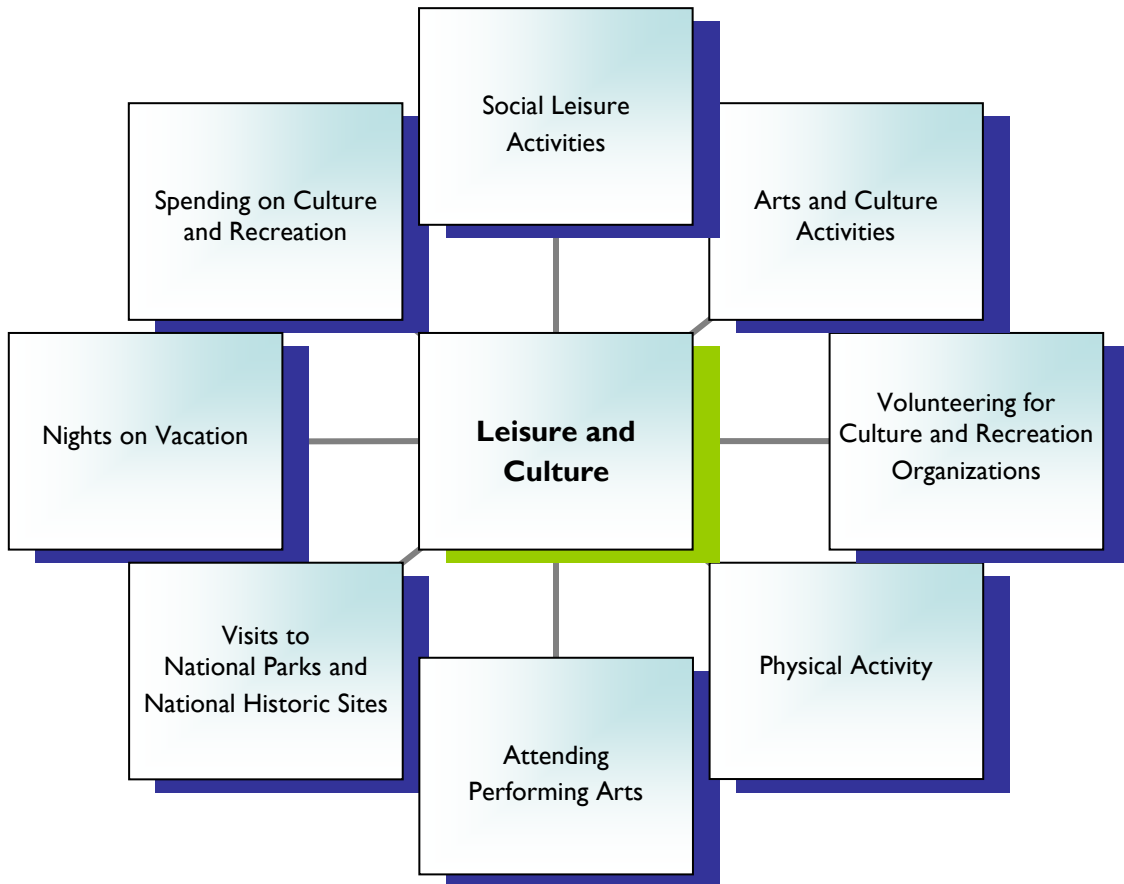 Social Leisure
Activities
Spending on Culture
and Recreation
Arts and Culture
Activities
Nights on Vacation
Leisure and
Culture
Volunteering for
Culture and Recreation
Organizations
Visits to
National Parks and
National Historic Sites
Physical Activity
Attending
Performing Arts